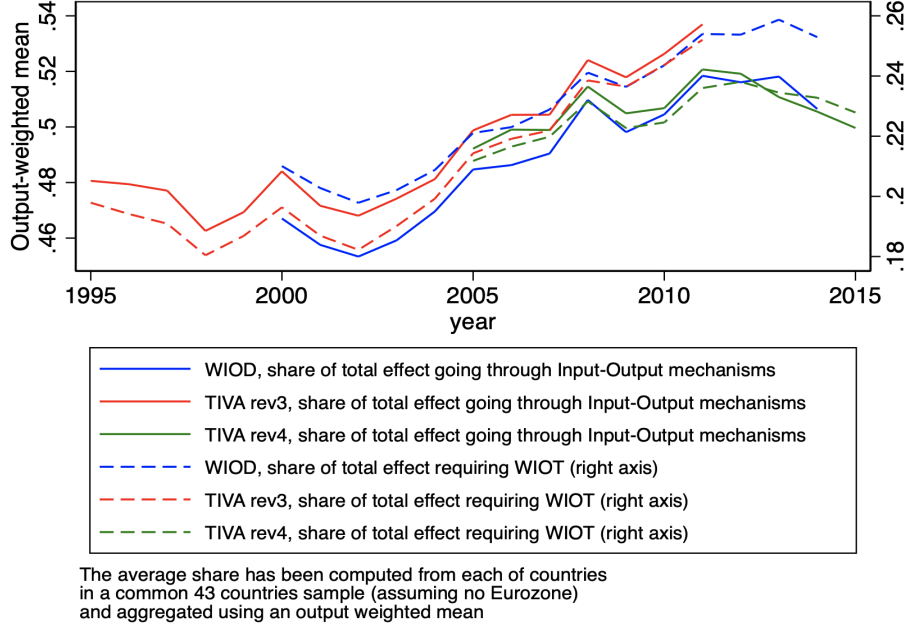 Output-weighted mean
.54
.52
.5
.48
.46
.26
.24
.22
.2
.18
1995 2000 2005 2010 2015
year
WIOD, share of total effect going through Input-Output mechanisms
TIVA rev3, share of total effect going through Input-Output mechanisms
TIVA rev4, share of total effect going through Input-Output mechanisms
WIOD, share of total effect requiring WIOT (right axis)
TIVA rev3, share of total effect requiring WIOT (right axis)
TIVA rev4, share of total effect requiring WIOT (right axis)
The average share has been computed from each of countries
in a common 43 countries sample (assuming no Eurozone)
and aggregated using an output weighted mean